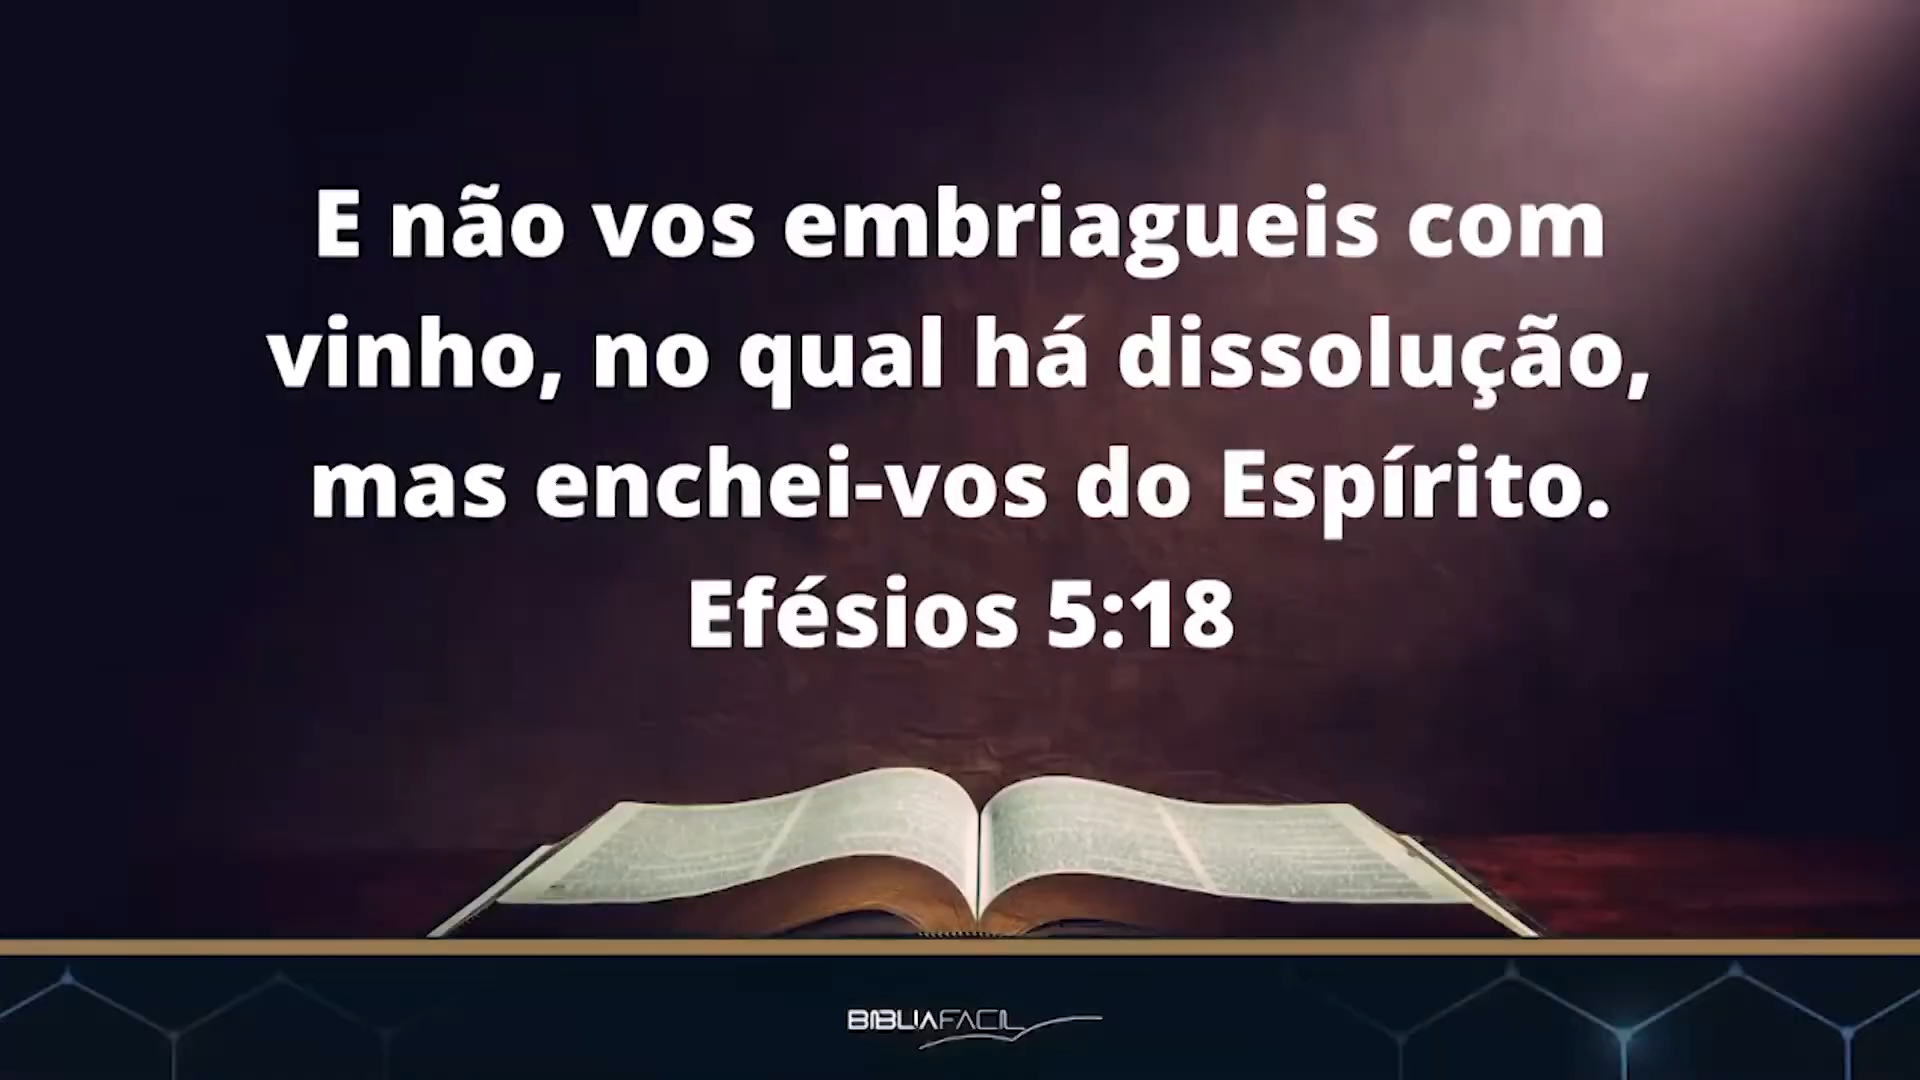 E não vos embriagueis com
vinho, no qual há dissolução,
mas enchei-vos do Espírito.
Efésios 5:18
BIBLIAFACIL